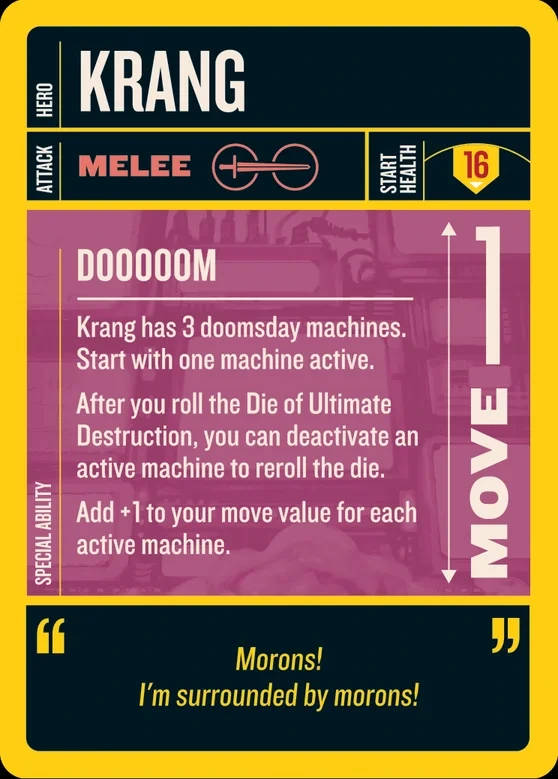 HERO
KRANG
ATTACK
MELEE
START
HEALTH
16
SPECIAL ABILITY
DOOOOOM
Krang has 3 doomsday machines.
Start with one machine active.
After you roll the Die of Ultimate
Destruction, you can deactivate an
active machine to reroll the die.
Add +1 to your move value for each
active machine.
MOVE 1
“
Morons!
I'm surrounded by morons!
”